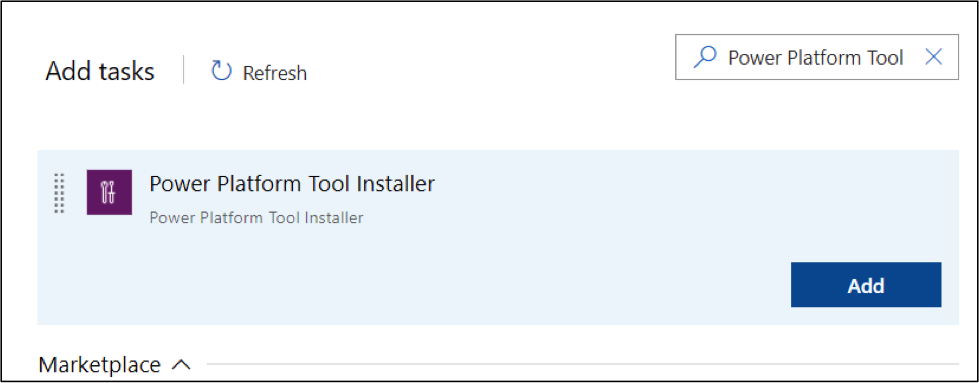 Add tasks
Refresh
Power Platform Tool
Power Platform Tool Installer
Power Platform Tool Installer
Add
Marketplace